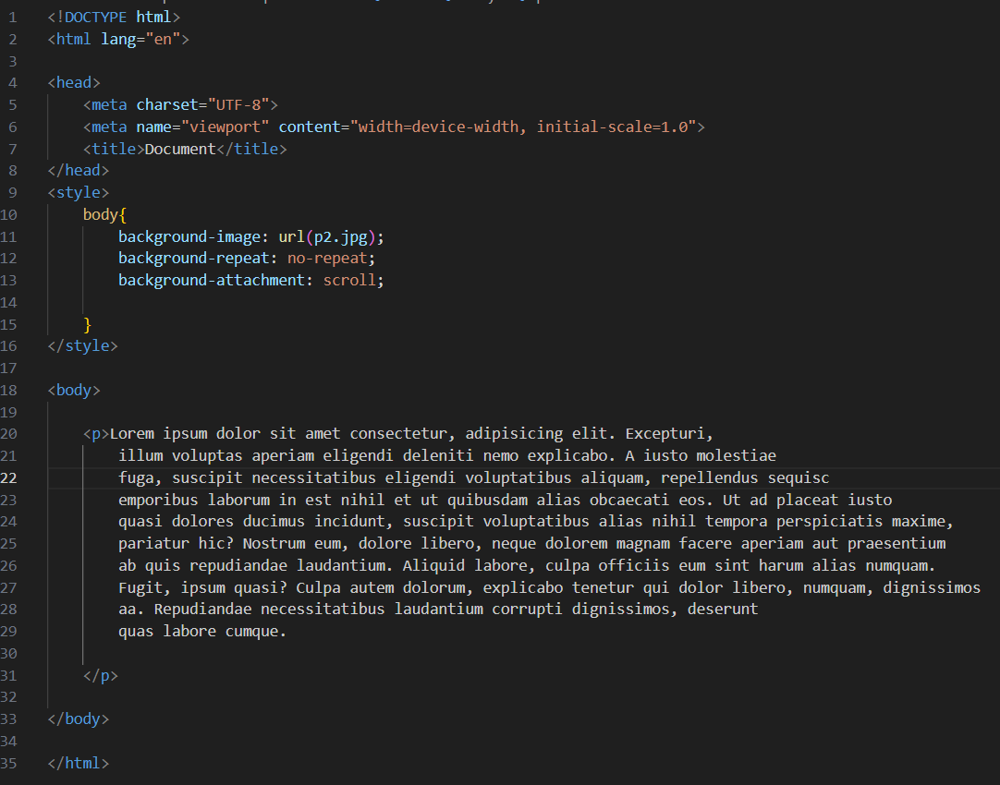 1 <!DOCTYPE html>
2 <html lang="en">
3
4 <head>
5     <meta charset="UTF-8">
6     <meta name="viewport" content="width=device-width, initial-scale=1.0">
7     <title>Document</title>
8 </head>
9 <style>
10     body{
11         background-image: url(p2.jpg);
12         background-repeat: no-repeat;
13         background-attachment: scroll;
14
15     }
16 </style>
17
18 <body>
19
20     <p>Lorem ipsum dolor sit amet consectetur, adipisicing elit. Excepturi,
21         illum voluptas aperiam eligendi deleniti nemo explicabo. A iusto molestiae
22         fuga, suscipit necessitatibus eligendi voluptatibus aliquam, repellendus sequisc
23         emporibus laborum in est nihil et ut quibusdam alias obcaecati eos. Ut ad placeat iusto
24         quasi dolores ducimus incidunt, suscipit voluptatibus alias nihil tempora perspiciatis maxime,
25         pariatur hic? Nostrum eum, dolore libero, neque dolorem magnam facere aperiam aut praesentium
26         ab quis repudiandae laudantium. Aliquid labore, culpa officiis eum sint harum alias numquam.
27         Fugit, ipsum quasi? Culpa autem dolorum, explicabo tenetur qui dolor libero, numquam, dignissimos
28         aa. Repudiandae necessitatibus laudantium corrupti dignissimos, deserunt
29         quas labore cumque.
30
31     </p>
32
33 </body>
34
35 </html>